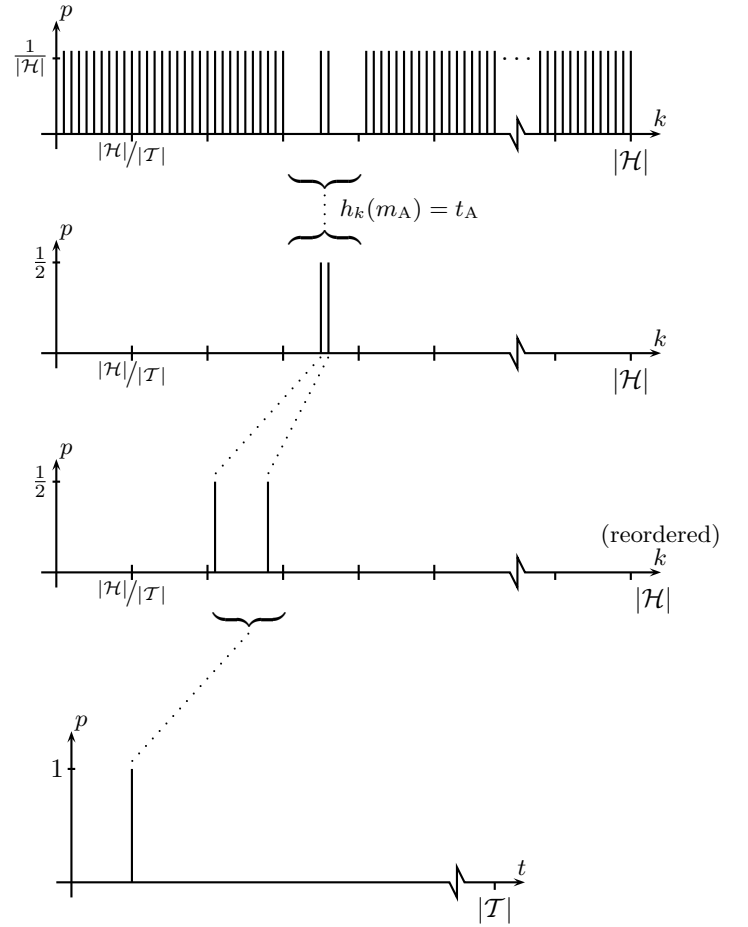 p
1/|ℋ|
. . .
k
|ℋ|/|𝒯|
|ℋ|
h_k(m_A) = t_A
p
1/2
k
|ℋ|/|𝒯|
|ℋ|
p
1/2
(reordered)
k
|ℋ|/|𝒯|
|ℋ|
p
1
t
|𝒯|